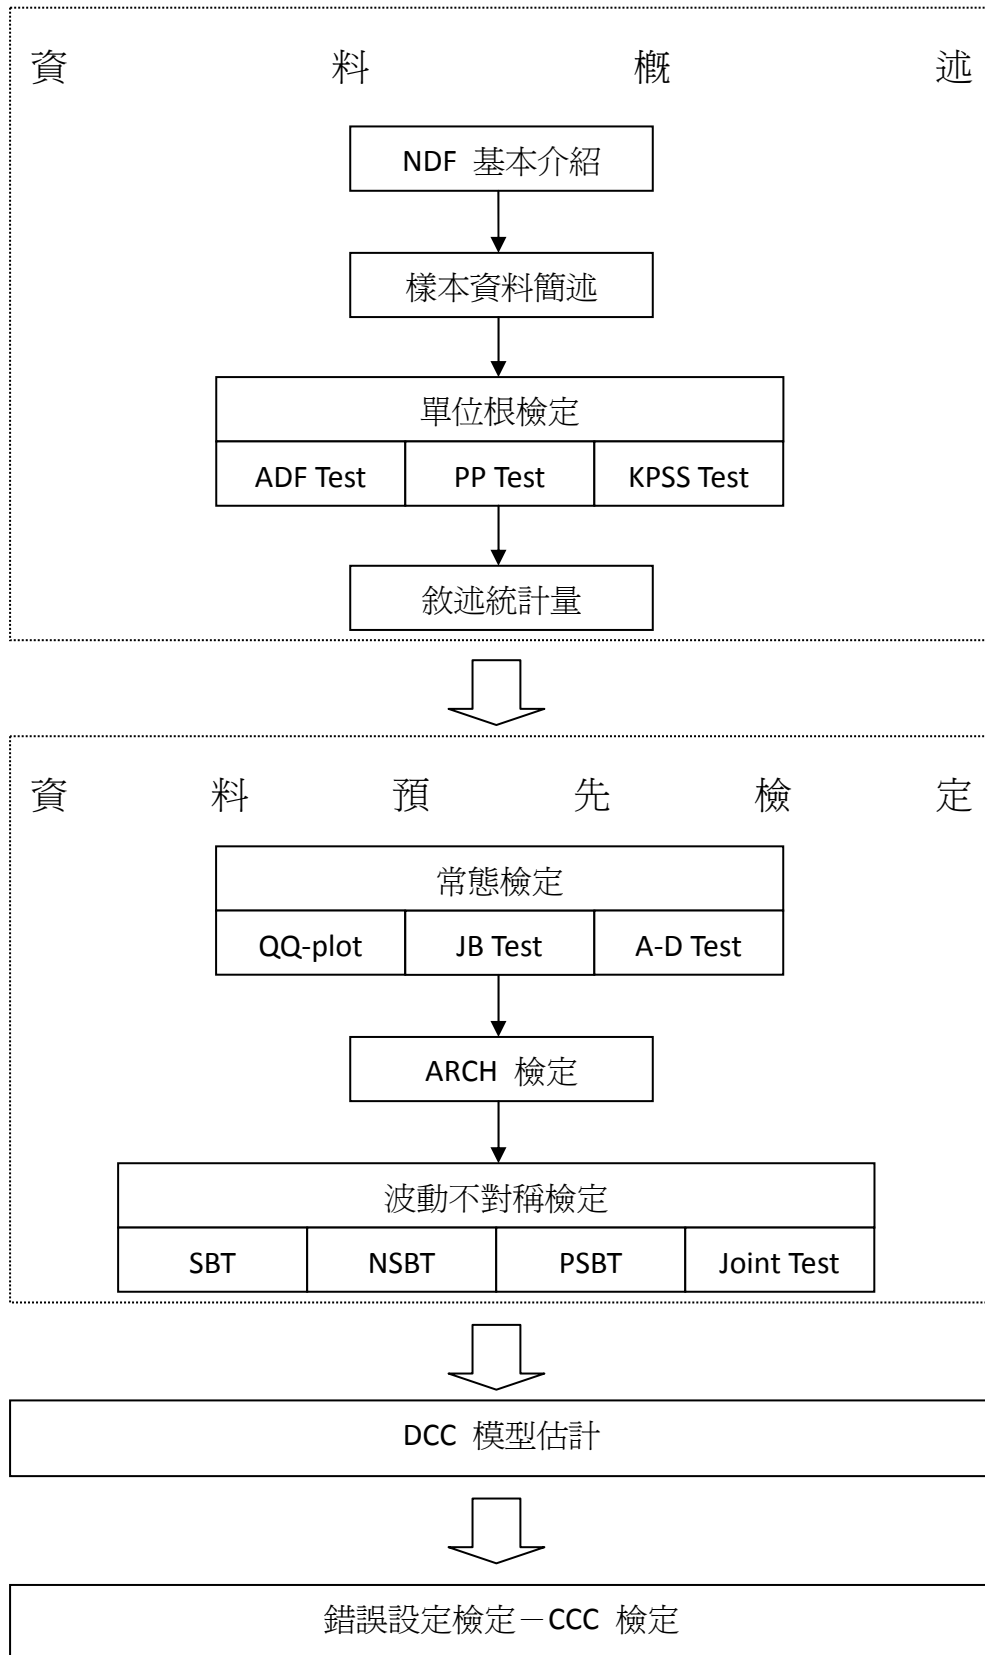 資料概述
NDF 基本介紹
樣本資料簡述
單位根檢定
ADF Test PP Test KPSS Test
敘述統計量
資料預先檢定
常態檢定
QQ-plot JB Test A-D Test
ARCH 檢定
波動不對稱檢定
SBT NSBT PSBT Joint Test
DCC 模型估計
錯誤設定檢定－CCC 檢定